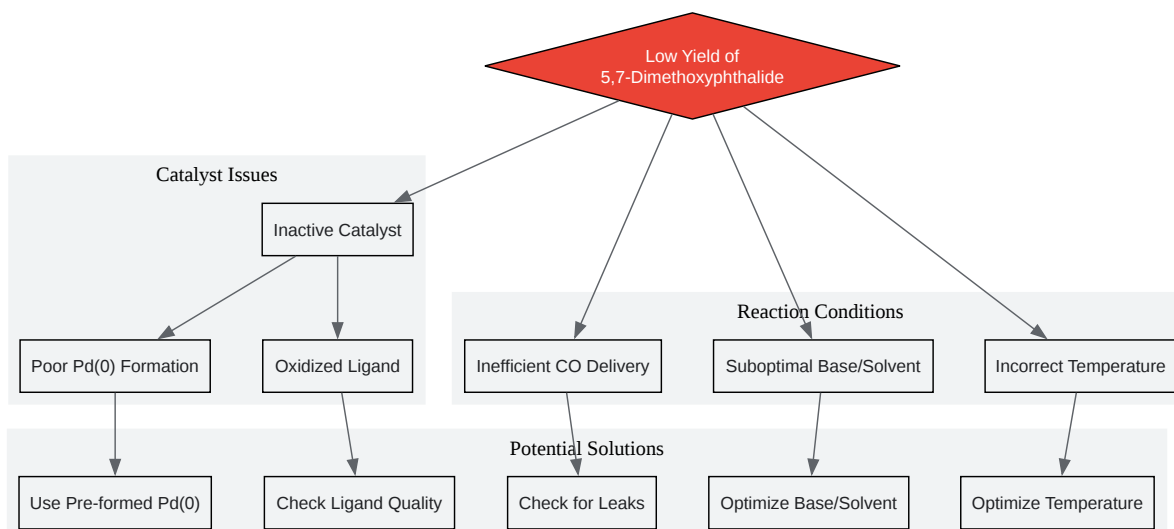 Low Yield of
5,7-Dimethoxyphthalide
Catalyst Issues
Inactive Catalyst
Reaction Conditions
Poor Pd(0) Formation
Oxidized Ligand
Inefficient CO Delivery
Suboptimal Base/Solvent
Incorrect Temperature
Potential Solutions
Use Pre-formed Pd(0)
Check Ligand Quality
Check for Leaks
Optimize Base/Solvent
Optimize Temperature